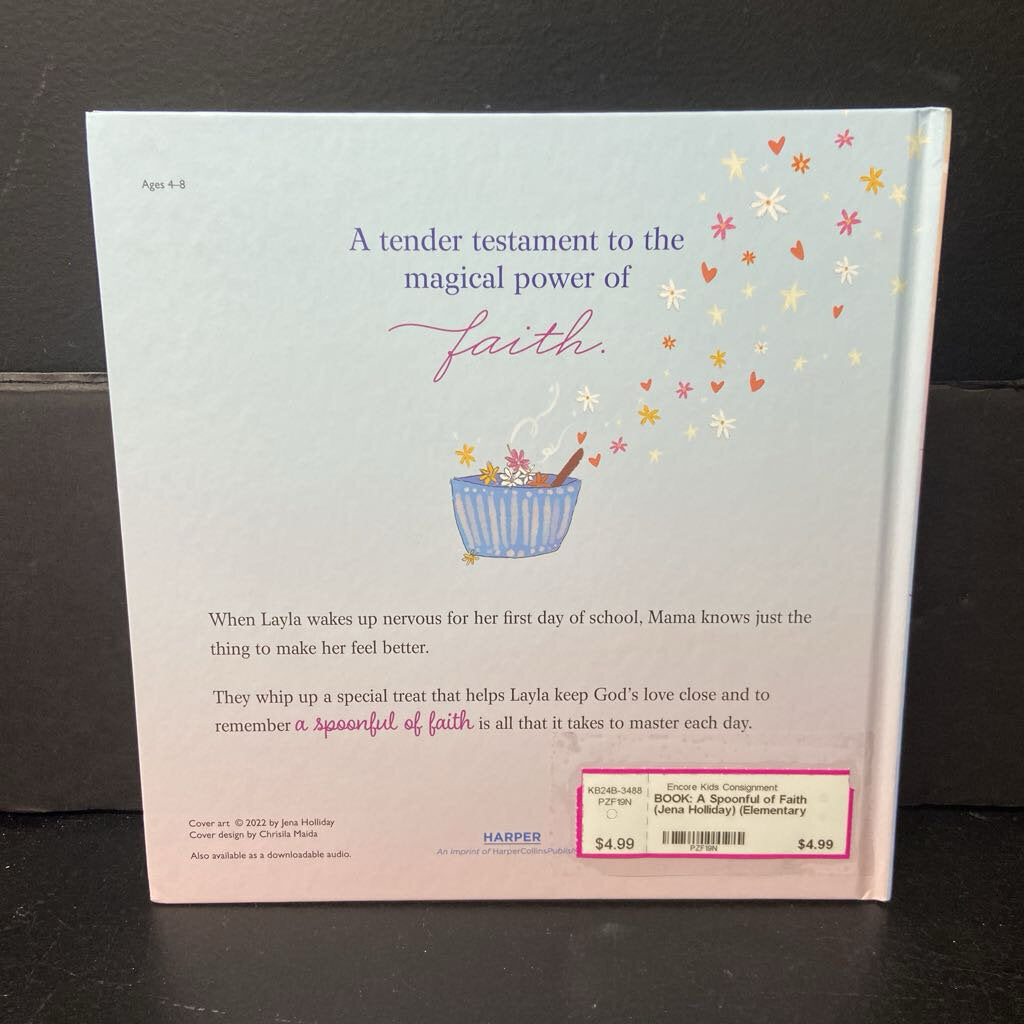 Ages 4–8
A tender testament to the
magical power of
faith.
When Layla wakes up nervous for her first day of school, Mama knows just the
thing to make her feel better.
They whip up a special treat that helps Layla keep God's love close and to
remember a spoonful of faith is all that it takes to master each day.
Cover art © 2022 by Jena Holliday
Cover design by Chrisila Maida
Also available as a downloadable audio.
HARPER
An Imprint of HarperCollinsPublish
KB24B-3488
PZF19N
$4.99
Encore Kids Consignment
BOOK: A Spoonful of Faith
(Jena Holliday) (Elementary
PZF19N
$4.99